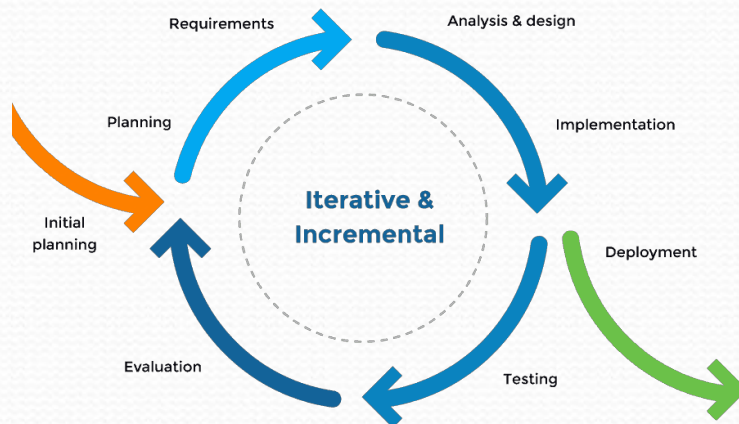 Requirements
Analysis & design
Planning
Implementation
Iterative &
Incremental
Initial
planning
Deployment
Evaluation
Testing